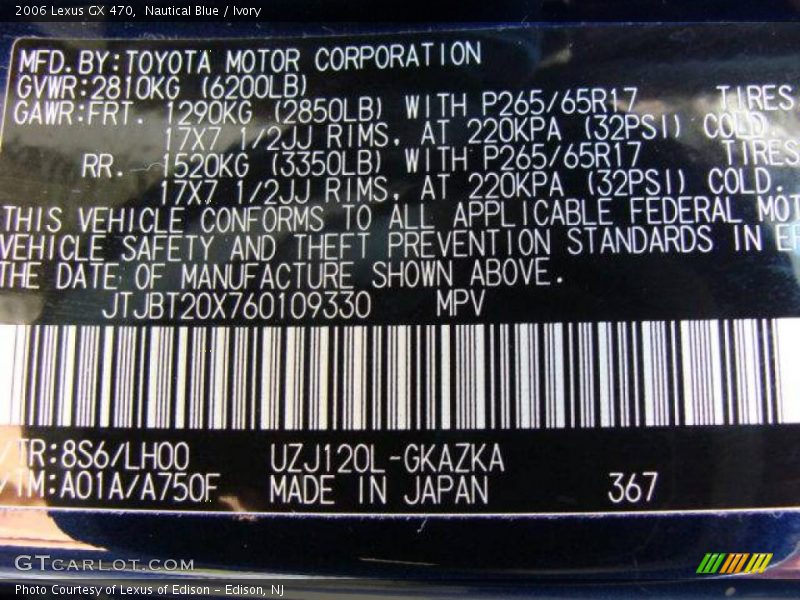 2006 Lexus GX 470, Nautical Blue / Ivory
MFD.BY:TOYOTA MOTOR CORPORATION
GVWR:2810KG (6200LB)
GAWR:FRT. 1290KG (2850LB) WITH P265/65R17 TIRES
17X7 1/2JJ RIMS, AT 220KPA (32PSI) COLD.
RR. 1520KG (3350LB) WITH P265/65R17 TIRES
17X7 1/2JJ RIMS, AT 220KPA (32PSI) COLD.
THIS VEHICLE CONFORMS TO ALL APPLICABLE FEDERAL MOT
VEHICLE SAFETY AND THEFT PREVENTION STANDARDS IN EF
THE DATE OF MANUFACTURE SHOWN ABOVE.
JTJBT20X760109330 MPV
/TR:8S6/LH00 UZJ120L-GKAZKA
/TM:A01A/A750F MADE IN JAPAN 367
GTCARLOT.COM
Photo Courtesy of Lexus of Edison - Edison, NJ